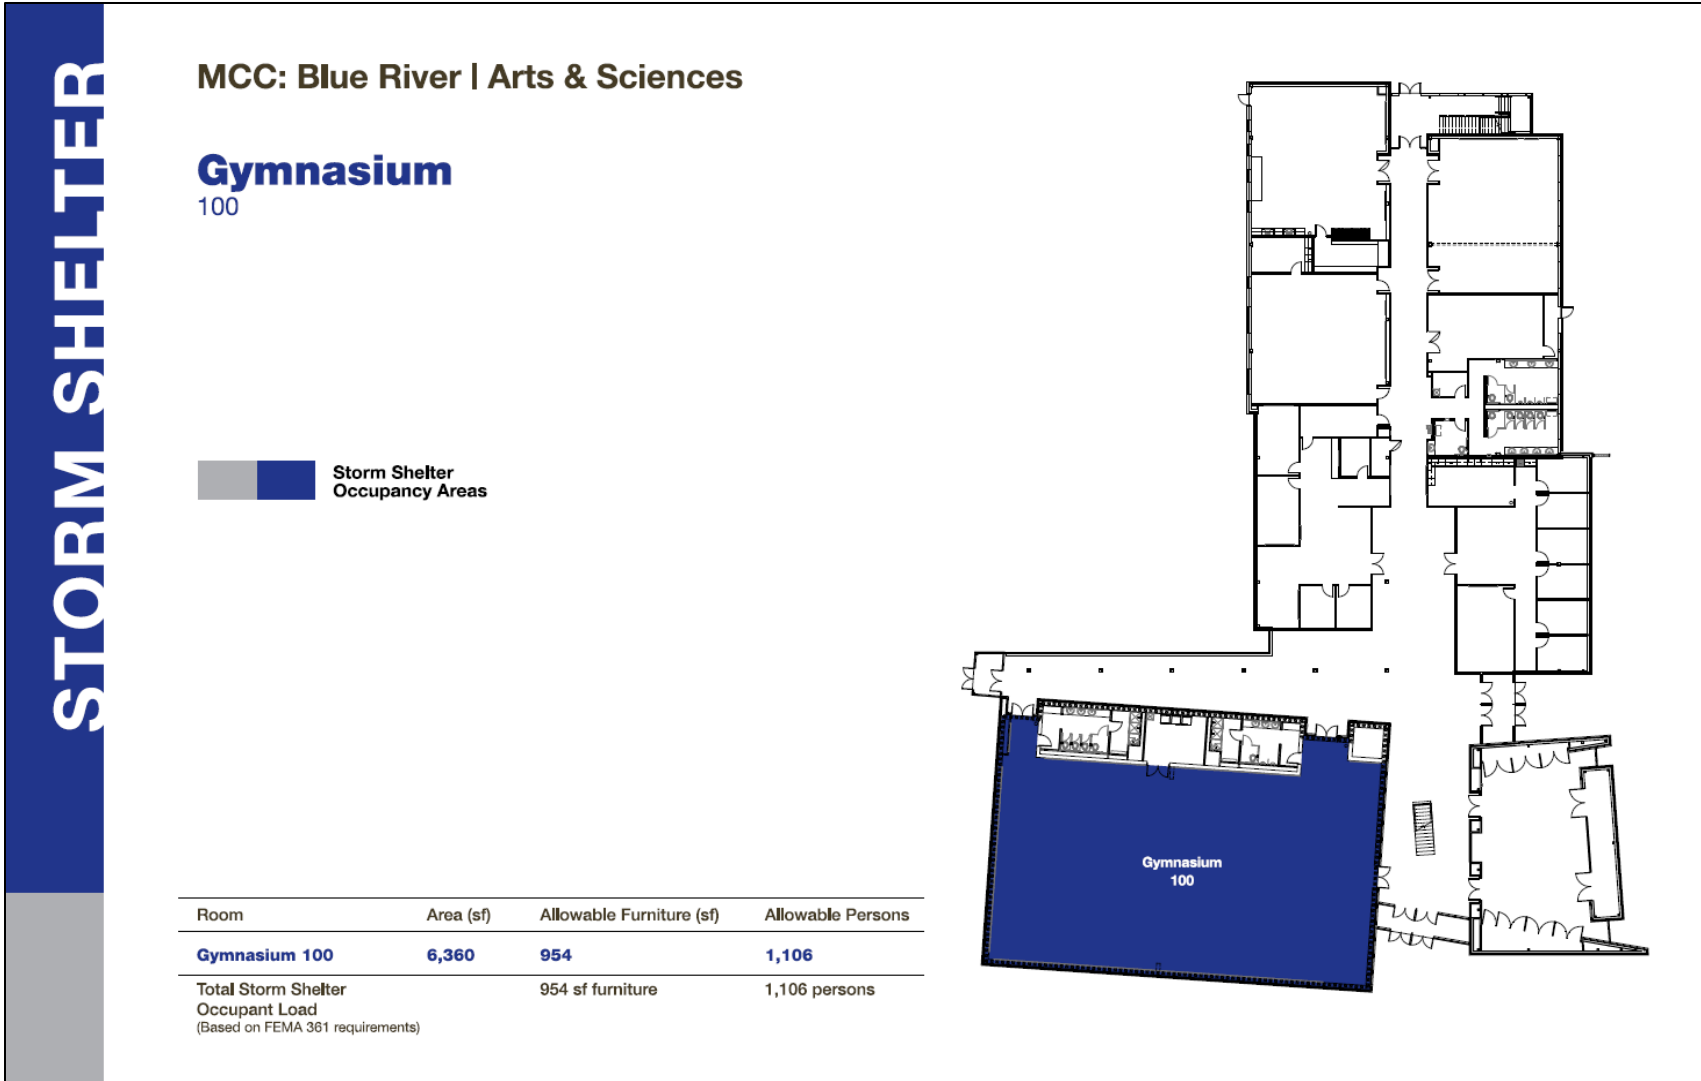 STORM SHELTER
MCC: Blue River | Arts & Sciences
Gymnasium
100
Storm Shelter
Occupancy Areas
Room Area (sf) Allowable Furniture (sf) Allowable Persons
Gymnasium 100 6,360 954 1,106
Total Storm Shelter 954 sf furniture 1,106 persons
Occupant Load
(Based on FEMA 361 requirements)
Gymnasium
100